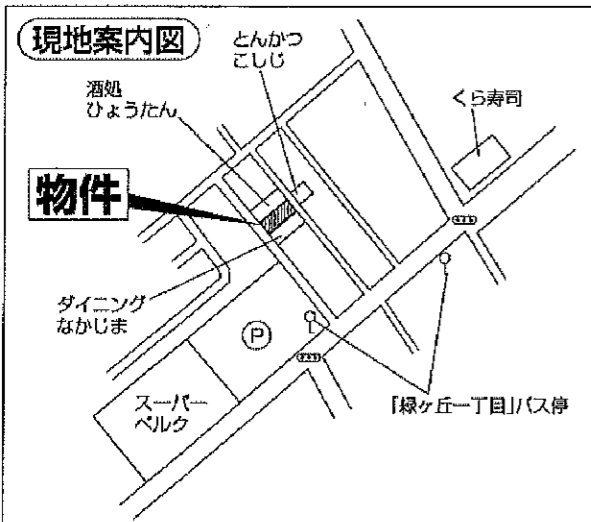 現地案内図
とんかつ
こしじ
酒処
ひょうたん
くら寿司
物件
ダイニング
なかじま
P
スーパー
ベルク
「緑ヶ丘一丁目」バス停